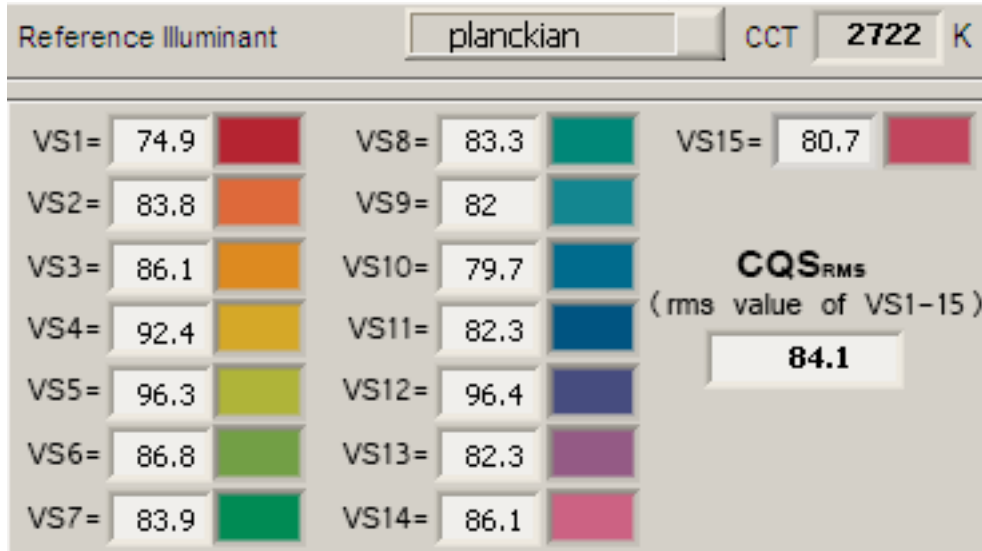 Reference Illuminant planckian CCT 2722 K
VS1= 74.9 VS8= 83.3 VS15= 80.7
VS2= 83.8 VS9= 82
VS3= 86.1 VS10= 79.7 CQSRMS
(rms value of VS1-15)
VS4= 92.4 VS11= 82.3
84.1
VS5= 96.3 VS12= 96.4
VS6= 86.8 VS13= 82.3
VS7= 83.9 VS14= 86.1